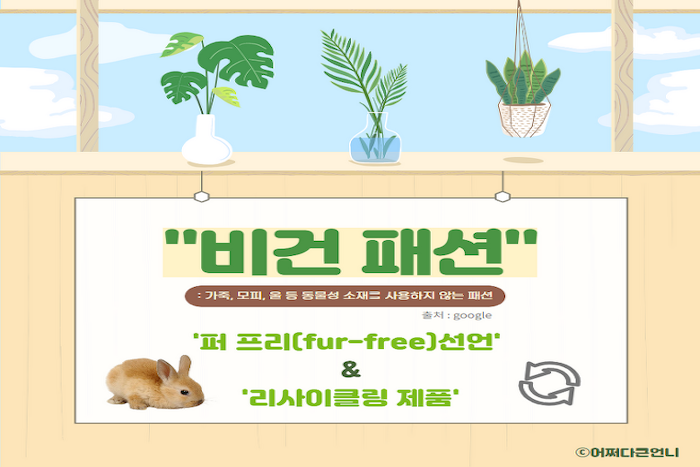 "비건 패션"
: 가죽, 모피, 울 등 동물성 소재를 사용하지 않는 패션
출처 : google
'퍼 프리(fur-free)선언'
&
'리사이클링 제품'
©어쩌다큰언니